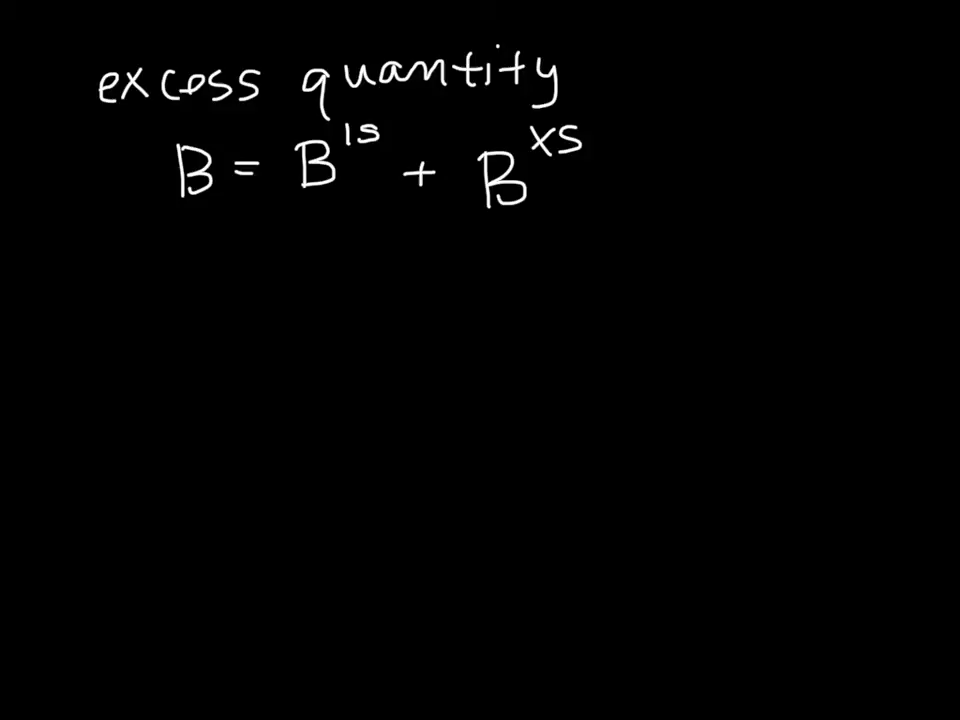 excess quantity
B = B^{is} + B^{xs}